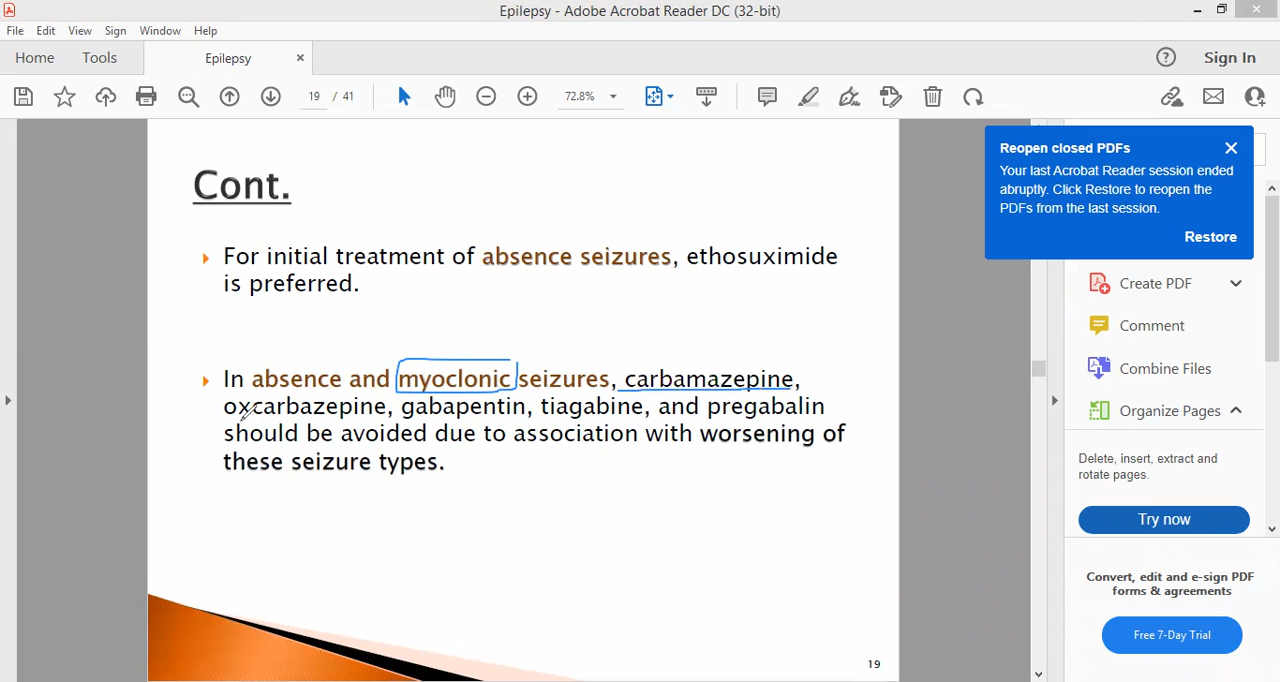 Epilepsy - Adobe Acrobat Reader DC (32-bit)
File Edit View Sign Window Help
Home Tools Epilepsy × Sign In
19 / 41 72.8%
Reopen closed PDFs
Your last Acrobat Reader session ended
abruptly. Click Restore to reopen the
PDFs from the last session.
Restore
Cont.
For initial treatment of absence seizures, ethosuximide
is preferred.
In absence and myoclonic seizures, carbamazepine,
oxcarbazepine, gabapentin, tiagabine, and pregabalin
should be avoided due to association with worsening of
these seizure types.
19
Create PDF
Comment
Combine Files
Organize Pages
Delete, insert, extract and
rotate pages.
Try now
Convert, edit and e-sign PDF
forms & agreements
Free 7-Day Trial